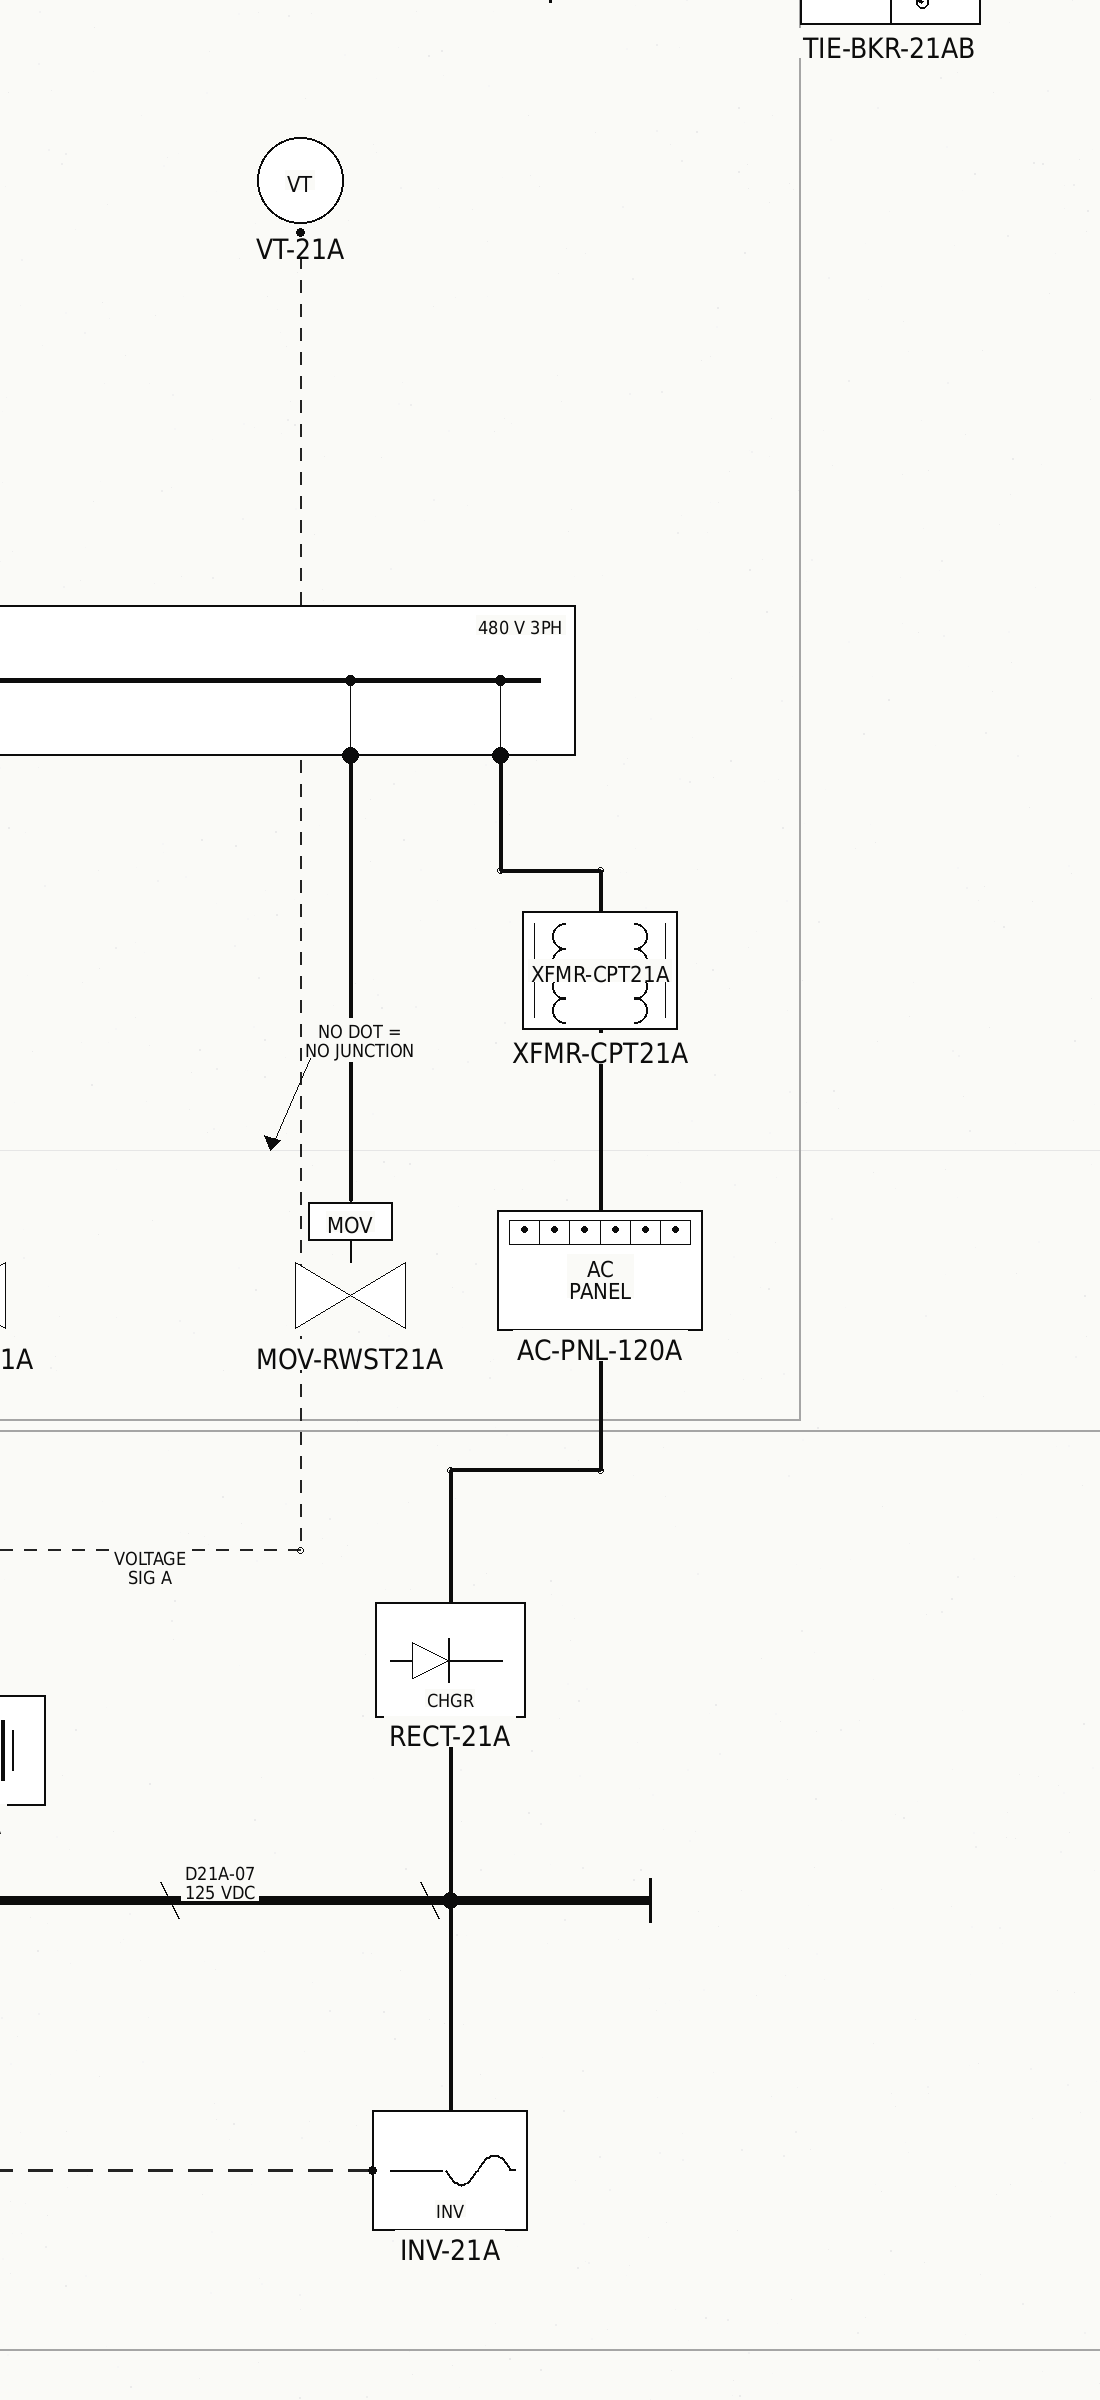 TIE-BKR-21AB
VT
VT-21A
480 V 3PH
XFMR-CPT21A
NO DOT =
NO JUNCTION
XFMR-CPT21A
MOV
AC
PANEL
1A
MOV-RWST21A
AC-PNL-120A
VOLTAGE
SIG A
CHGR
RECT-21A
D21A-07
125 VDC
INV
INV-21A